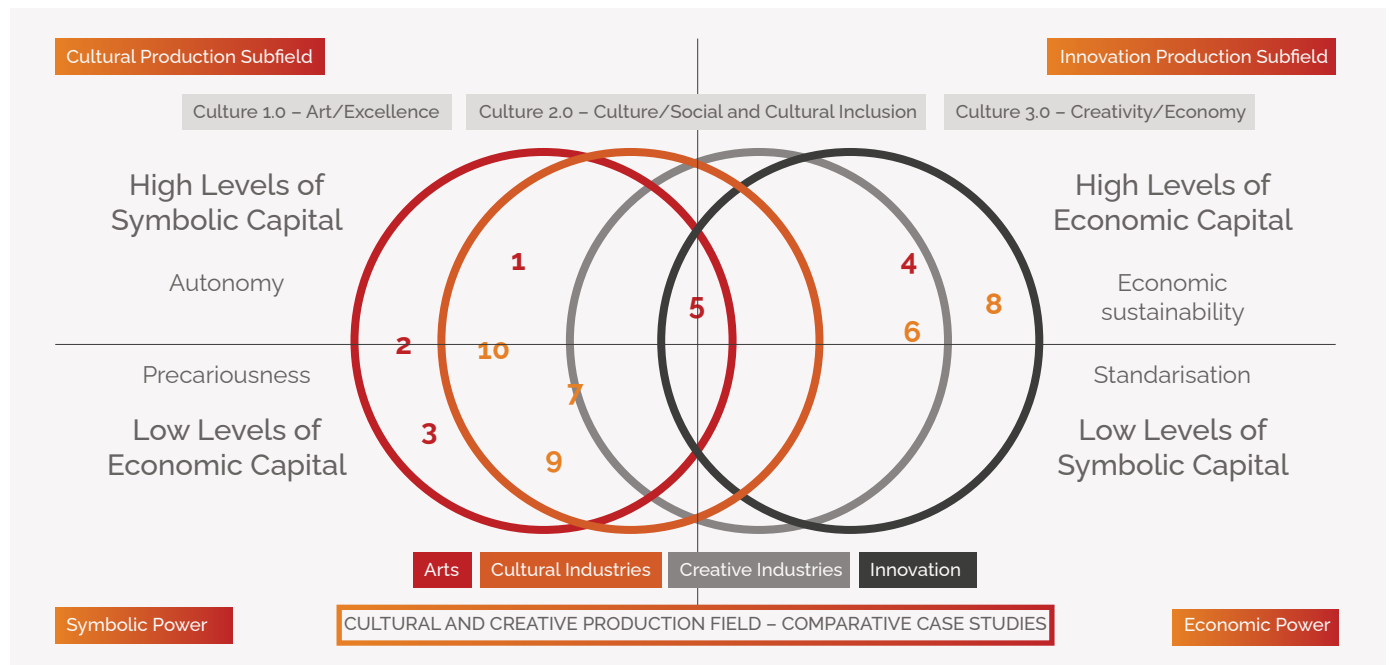 Cultural Production Subfield
Innovation Production Subfield
Culture 1.0 – Art/Excellence
Culture 2.0 – Culture/Social and Cultural Inclusion
Culture 3.0 – Creativity/Economy
High Levels of
Symbolic Capital
High Levels of
Economic Capital
Autonomy
Economic
sustainability
1
4
5
8
6
2
10
7
3
9
Precariousness
Standarisation
Low Levels of
Economic Capital
Low Levels of
Symbolic Capital
Arts
Cultural Industries
Creative Industries
Innovation
Symbolic Power
CULTURAL AND CREATIVE PRODUCTION FIELD – COMPARATIVE CASE STUDIES
Economic Power